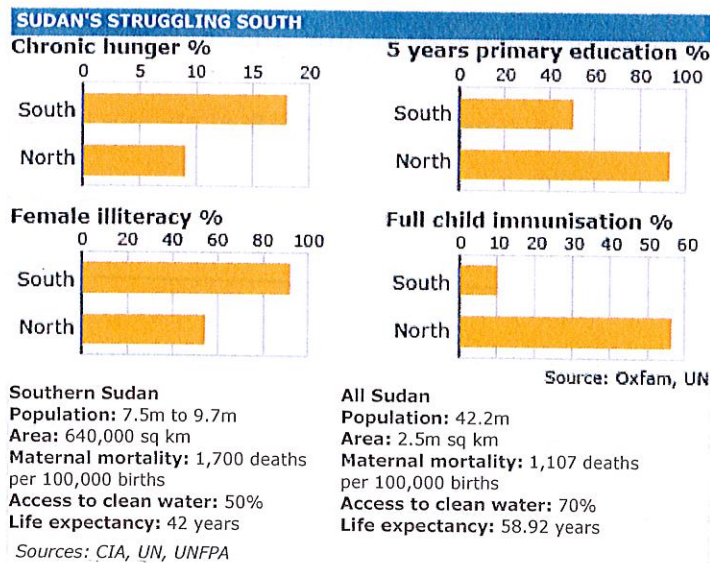 SUDAN'S STRUGGLING SOUTH
Chronic hunger %
0 5 10 15 20
South
North
5 years primary education %
0 20 40 60 80 100
South
North
Female illiteracy %
0 20 40 60 80 100
South
North
Full child immunisation %
0 10 20 30 40 50 60
South
North
Source: Oxfam, UN
Southern Sudan
Population: 7.5m to 9.7m
Area: 640,000 sq km
Maternal mortality: 1,700 deaths
per 100,000 births
Access to clean water: 50%
Life expectancy: 42 years
Sources: CIA, UN, UNFPA
All Sudan
Population: 42.2m
Area: 2.5m sq km
Maternal mortality: 1,107 deaths
per 100,000 births
Access to clean water: 70%
Life expectancy: 58.92 years